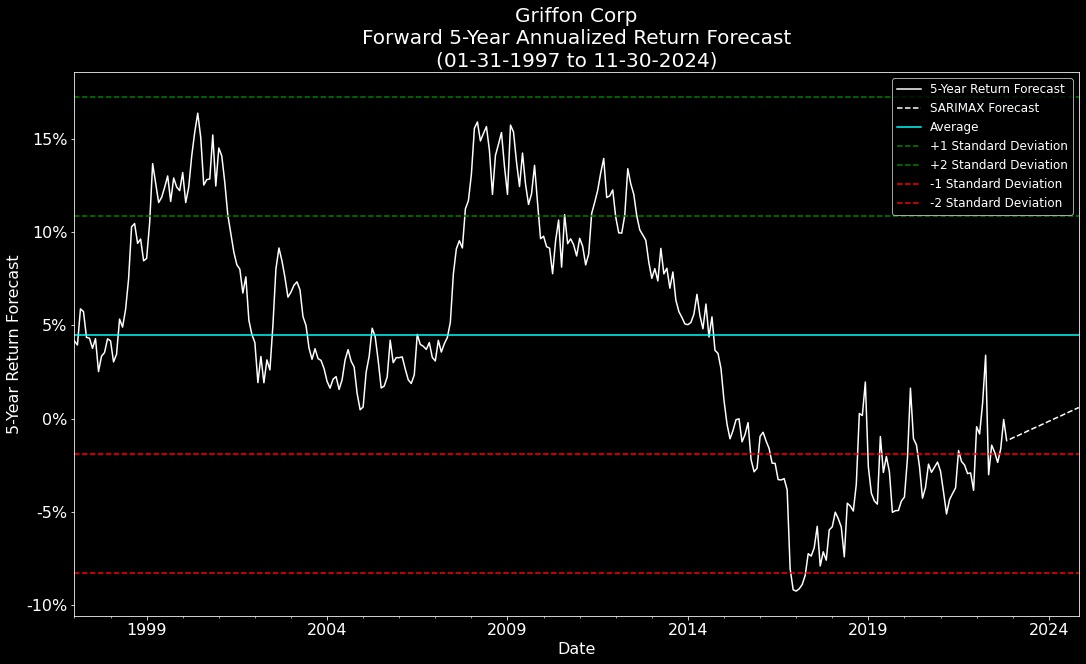 Griffon Corp
Forward 5-Year Annualized Return Forecast
(01-31-1997 to 11-30-2024)
5-Year Return Forecast
SARIMAX Forecast
Average
+1 Standard Deviation
+2 Standard Deviation
-1 Standard Deviation
-2 Standard Deviation
5-Year Return Forecast
15%
10%
5%
0%
-5%
-10%
1999
2004
2009
2014
2019
2024
Date